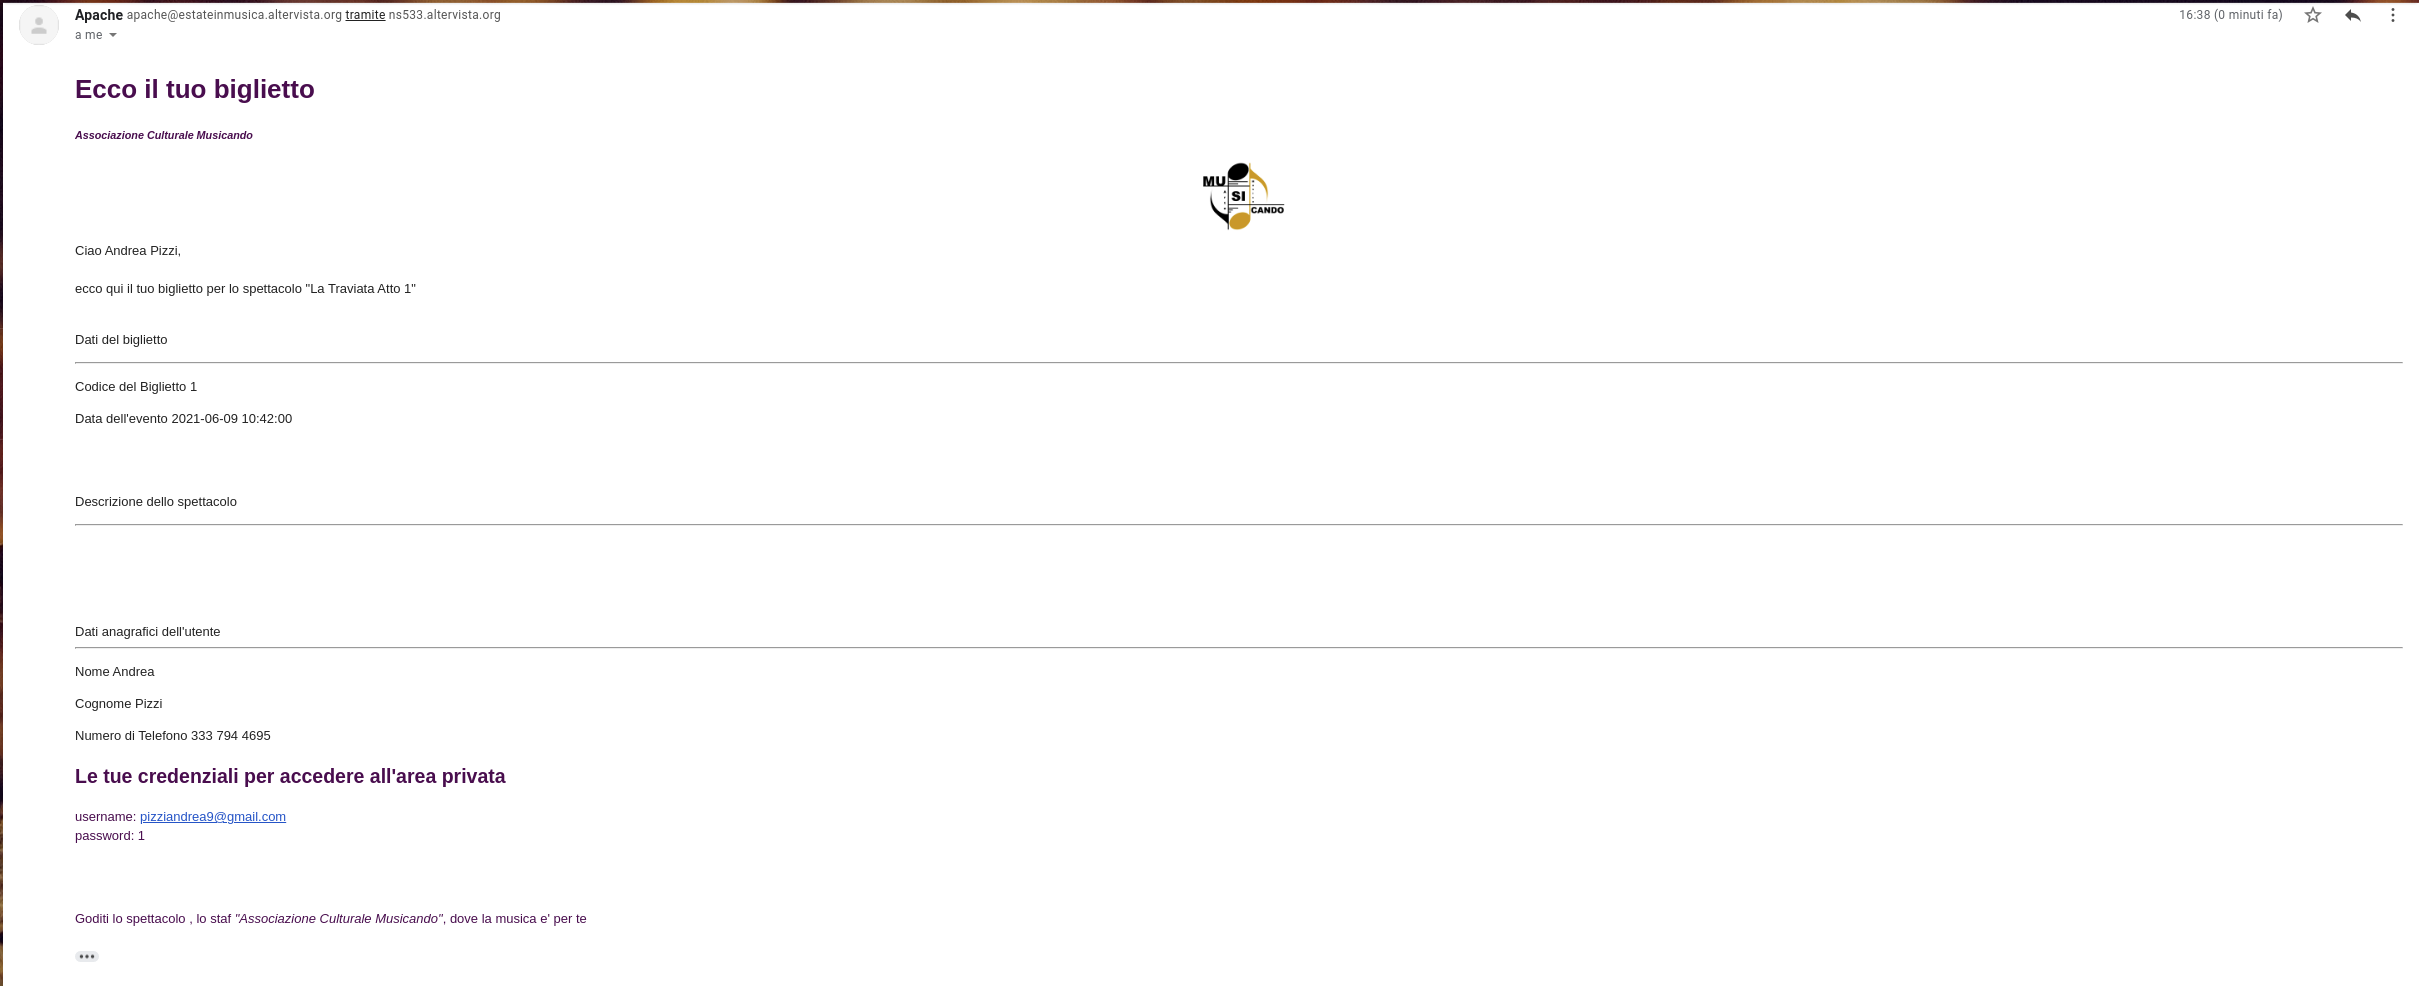 Apache apache@estateinmusica.altervista.org tramite ns533.altervista.org 16:38 (0 minuti fa)
a me
Ecco il tuo biglietto
Associazione Culturale Musicando
MU
SI
CANDO
Ciao Andrea Pizzi,
ecco qui il tuo biglietto per lo spettacolo "La Traviata Atto 1"
Dati del biglietto
Codice del Biglietto 1
Data dell'evento 2021-06-09 10:42:00
Descrizione dello spettacolo
Dati anagrafici dell'utente
Nome Andrea
Cognome Pizzi
Numero di Telefono 333 794 4695
Le tue credenziali per accedere all'area privata
username: pizziandrea9@gmail.com
password: 1
Goditi lo spettacolo , lo staf "Associazione Culturale Musicando", dove la musica e' per te